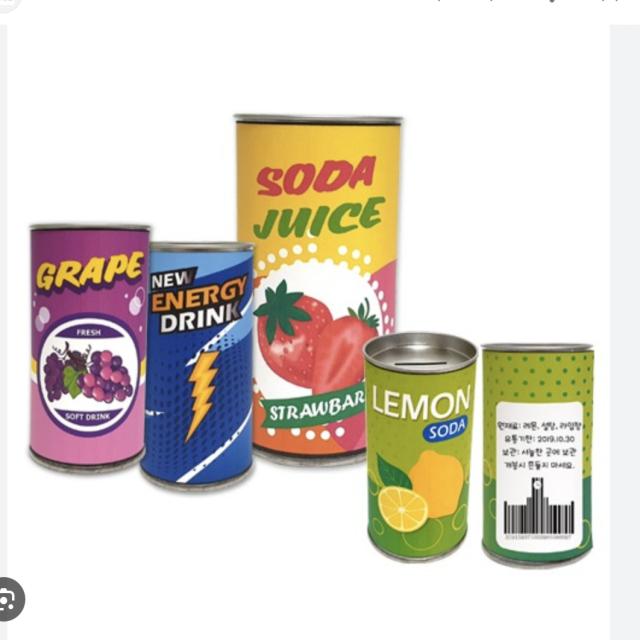 GRAPE
FRESH
SOFT DRINK
NEW
ENERGY
DRINK
SODA
JUICE
STRAWBAR
LEMON
SODA
원재료: 레몬, 설탕, 라임향
유통기한: 2019.10.30
보관: 서늘한 곳에 보관
개봉시 흔들지 마세요.